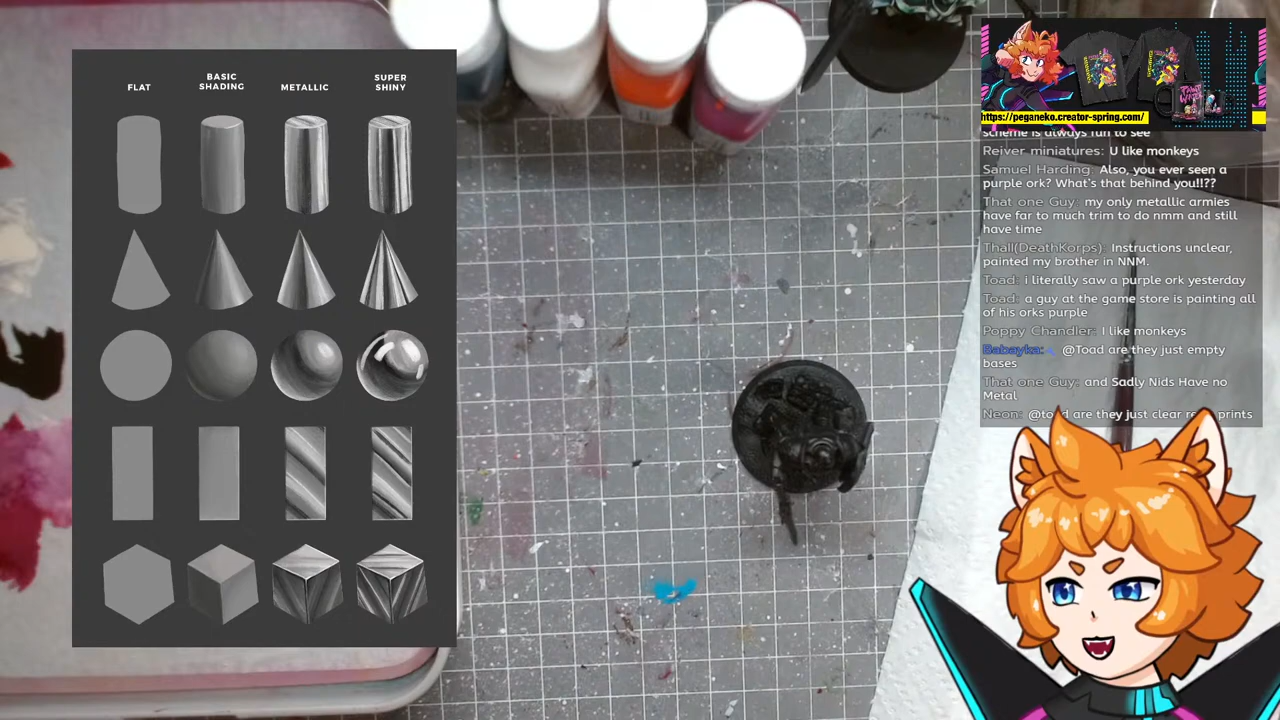 FLAT
BASIC
SHADING
METALLIC
SUPER
SHINY
https://peganeko.creator-spring.com/
scheme is always fun to see
Reiver miniatures: U like monkeys
Samuel Harding: Also, you ever seen a
purple ork? What's that behind you!!??
That one Guy: my only metallic armies
have far to much trim to do nmm and still
have time
Thall(DeathKorps) Instructions unclear,
painted my brother in NNM.
Toad: i literally saw a purple ork yesterday
Toad: a guy at the game store is painting all
of his orks purple
Poppy Chandler: I like monkeys
Babayka: @Toad are they just empty
bases
That one Guy: and Sadly Nids Have no
Metal
Neon: @toad are they just clear prints